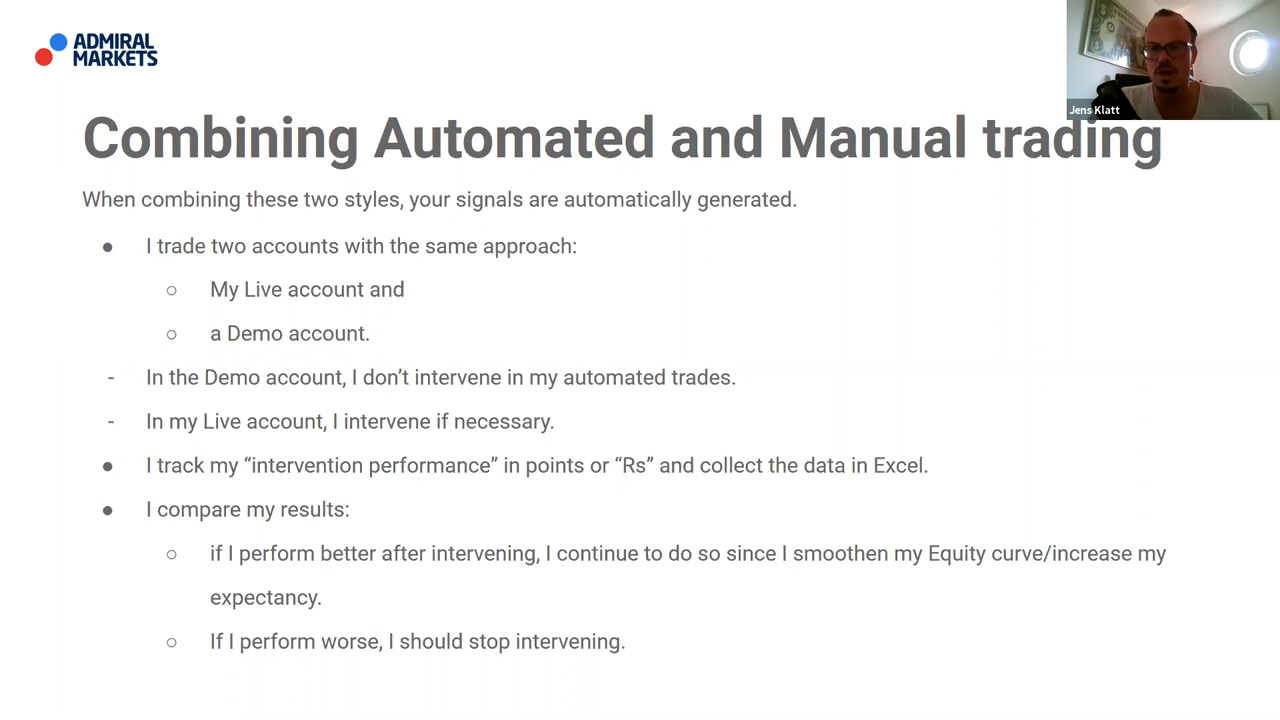 ADMIRAL
MARKETS
Jens Klatt
Combining Automated and Manual trading
When combining these two styles, your signals are automatically generated.
● I trade two accounts with the same approach:
○ My Live account and
○ a Demo account.
- In the Demo account, I don’t intervene in my automated trades.
- In my Live account, I intervene if necessary.
● I track my “intervention performance” in points or “Rs” and collect the data in Excel.
● I compare my results:
○ if I perform better after intervening, I continue to do so since I smoothen my Equity curve/increase my
expectancy.
○ If I perform worse, I should stop intervening.